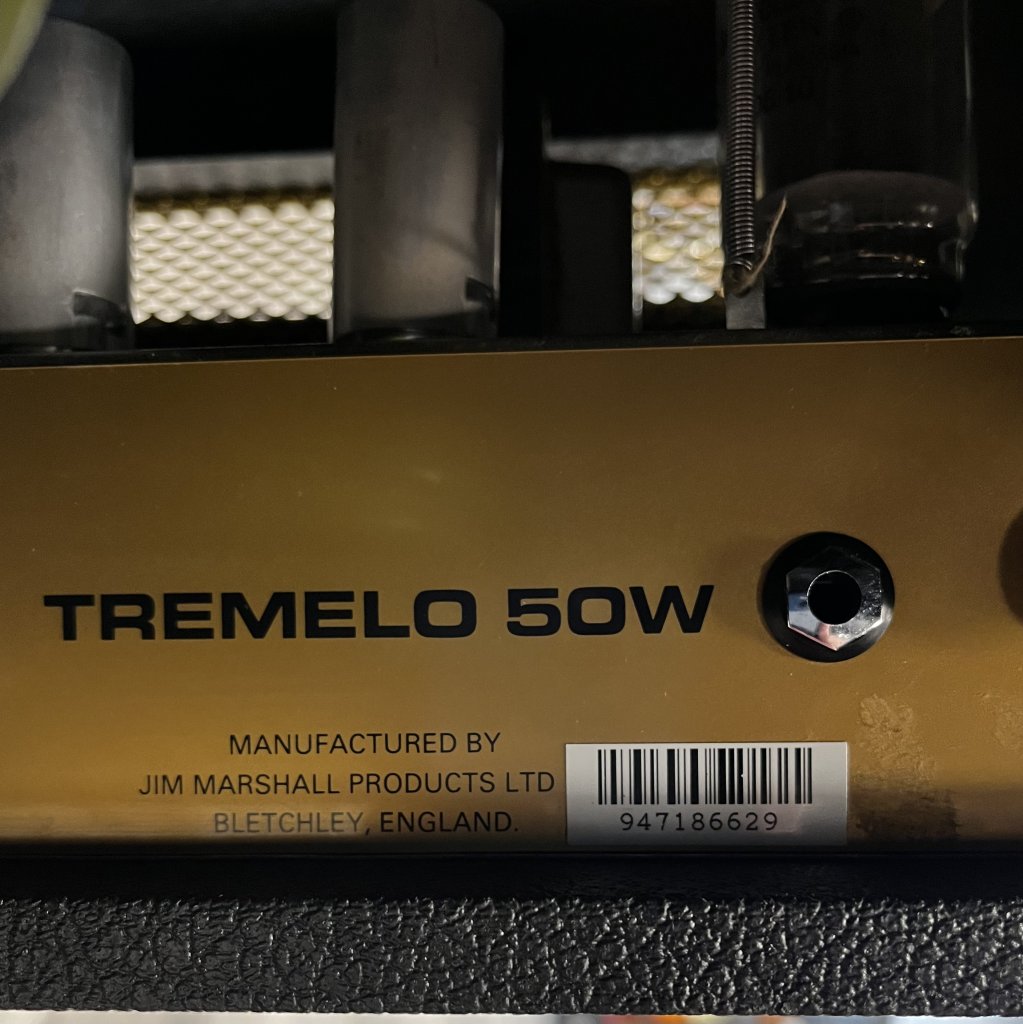 TREMELO 50W
MANUFACTURED BY
JIM MARSHALL PRODUCTS LTD
BLETCHLEY, ENGLAND.
947186629